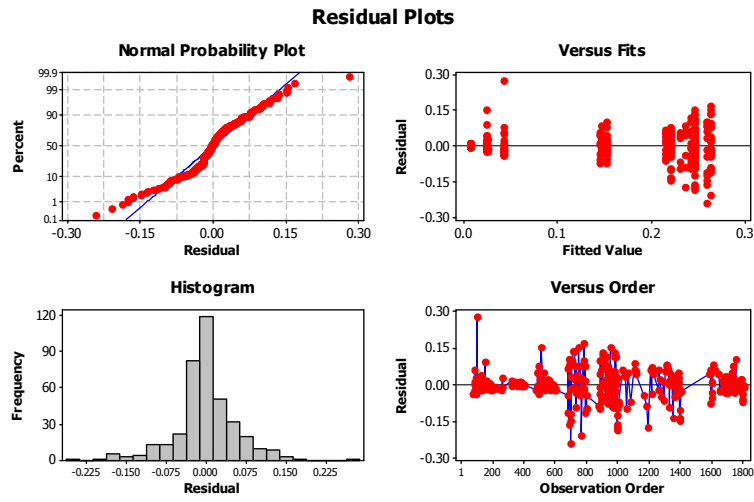 Residual Plots
Normal Probability Plot
99.9
99
90
50
10
1
0.1
Percent
-0.30 -0.15 0.00 0.15 0.30
Residual
Versus Fits
0.30
0.15
0.00
-0.15
-0.30
Residual
0.0 0.1 0.2 0.3
Fitted Value
Histogram
120
90
60
30
0
Frequency
-0.225 -0.150 -0.075 0.000 0.075 0.150 0.225
Residual
Versus Order
0.30
0.15
0.00
-0.15
-0.30
Residual
1 200 400 600 800 1000 1200 1400 1600 1800
Observation Order